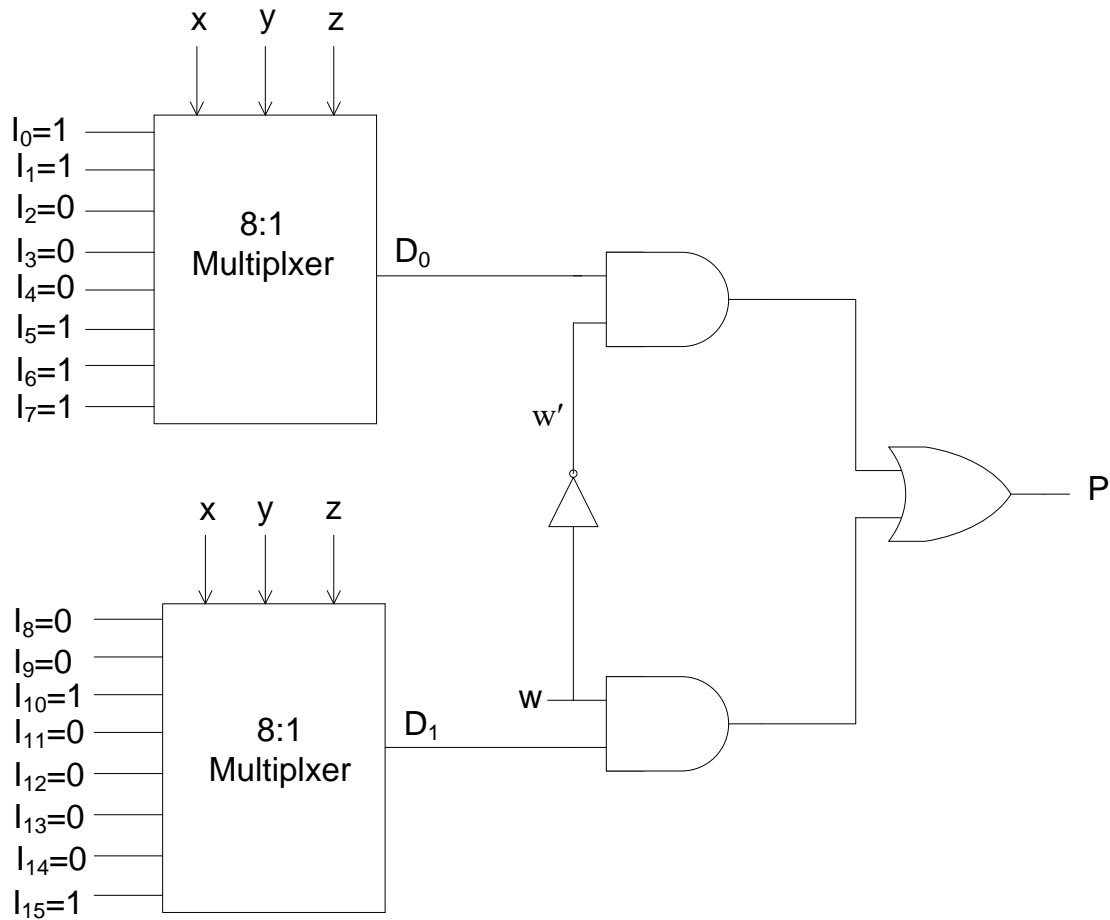 x y z
I₀=1
I₁=1
I₂=0
I₃=0
I₄=0
I₅=1
I₆=1
I₇=1
8:1
Multiplxer
D₀
w′
P
x y z
I₈=0
I₉=0
I₁₀=1
I₁₁=0
I₁₂=0
I₁₃=0
I₁₄=0
I₁₅=1
8:1
Multiplxer
D₁
w